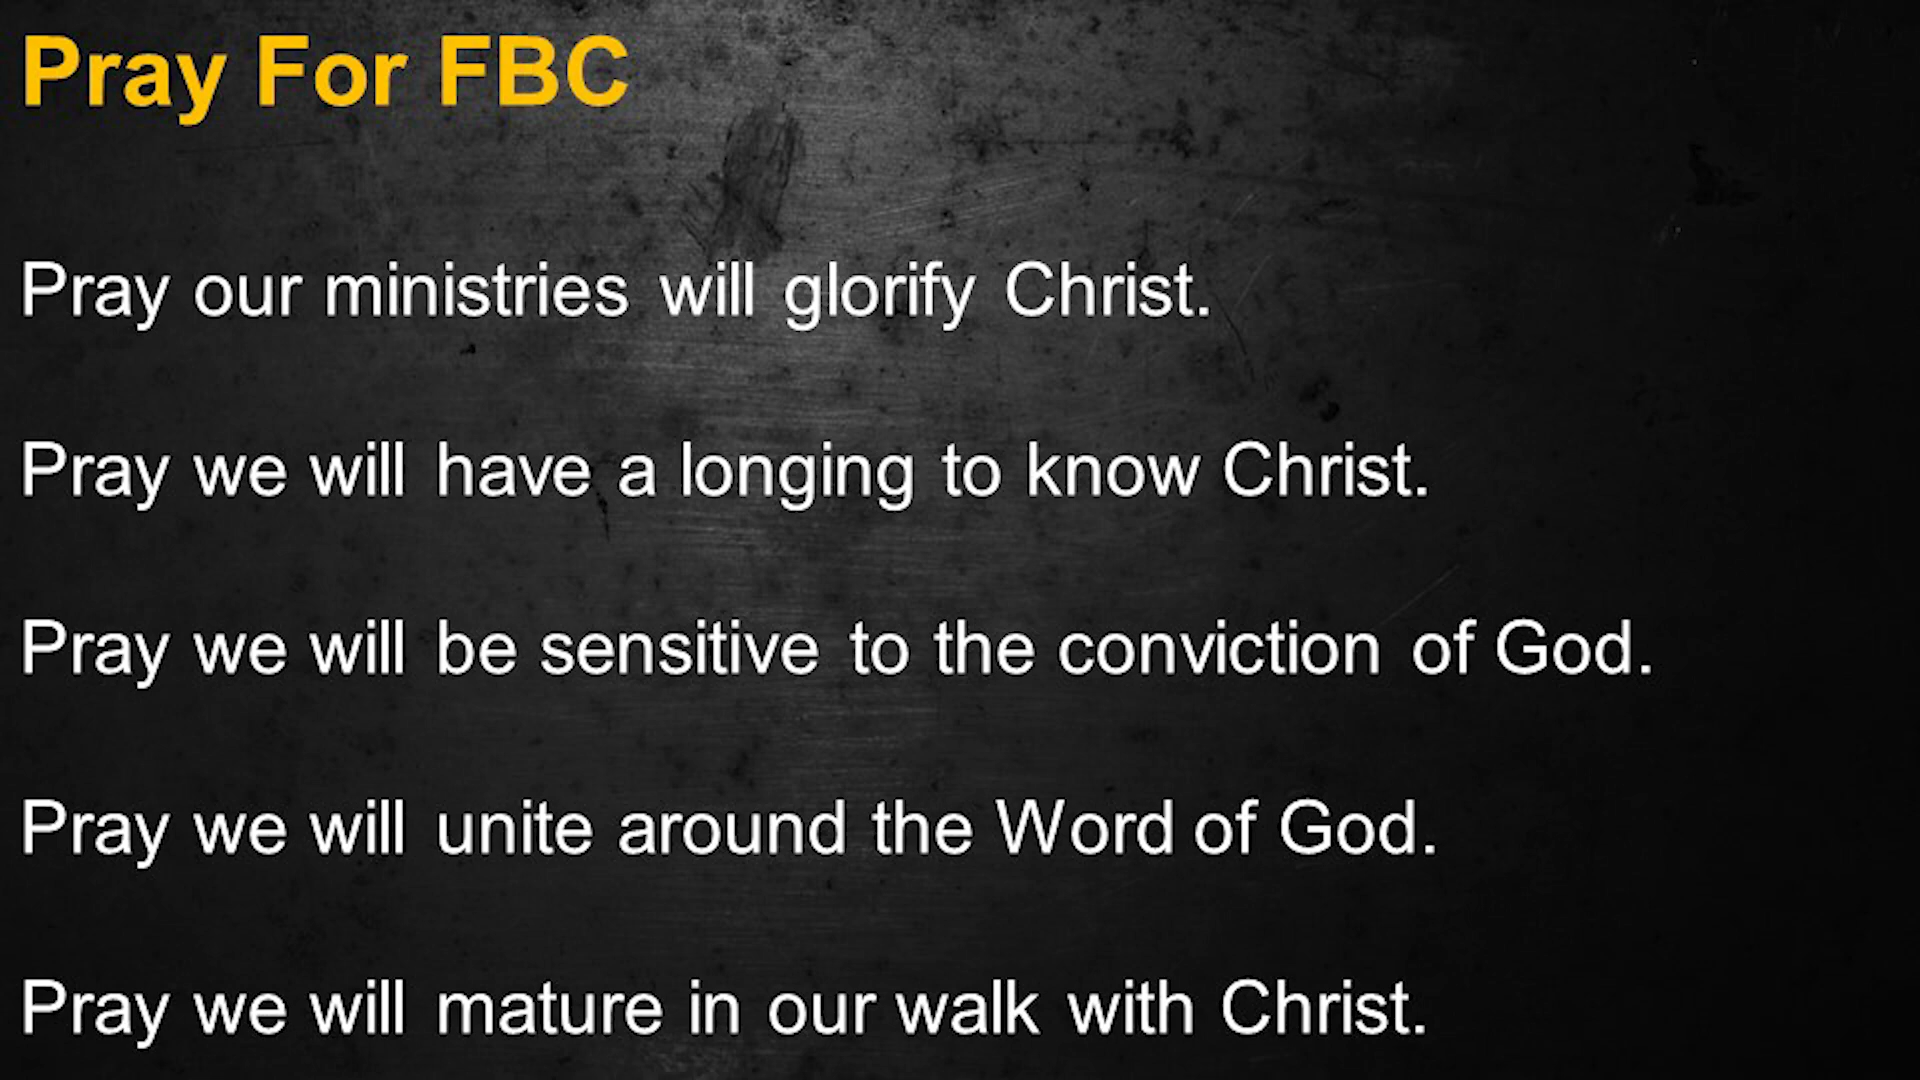 Pray For FBC
Pray our ministries will glorify Christ.
Pray we will have a longing to know Christ.
Pray we will be sensitive to the conviction of God.
Pray we will unite around the Word of God.
Pray we will mature in our walk with Christ.